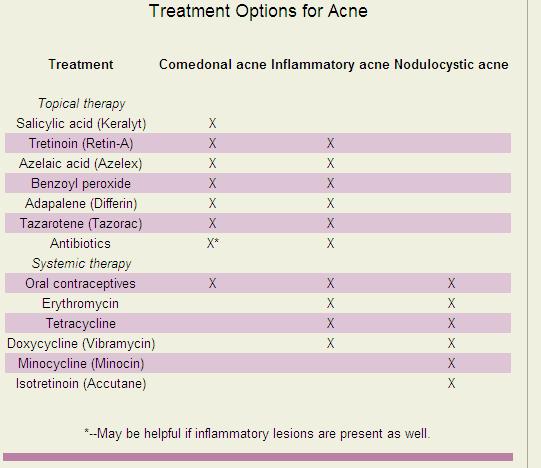 Treatment Options for Acne
Treatment Comedonal acne Inflammatory acne Nodulocystic acne
Topical therapy
Salicylic acid (Keralyt) X
Tretinoin (Retin-A) X X
Azelaic acid (Azelex) X X
Benzoyl peroxide X X
Adapalene (Differin) X X
Tazarotene (Tazorac) X X
Antibiotics X* X
Systemic therapy
Oral contraceptives X X X
Erythromycin X X
Tetracycline X X
Doxycycline (Vibramycin) X X
Minocycline (Minocin) X
Isotretinoin (Accutane) X
*--May be helpful if inflammatory lesions are present as well.